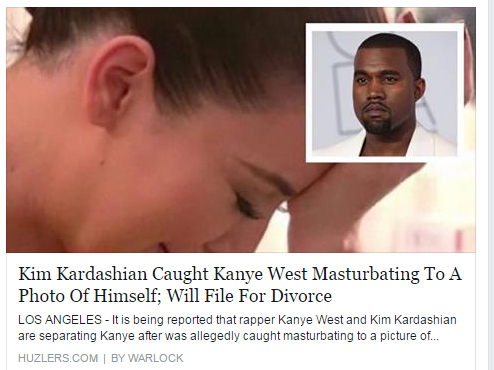 Kim Kardashian Caught Kanye West Masturbating To A
Photo Of Himself; Will File For Divorce
LOS ANGELES - It is being reported that rapper Kanye West and Kim Kardashian
are separating Kanye after was allegedly caught masturbating to a picture of...
HUZLERS.COM | BY WARLOCK